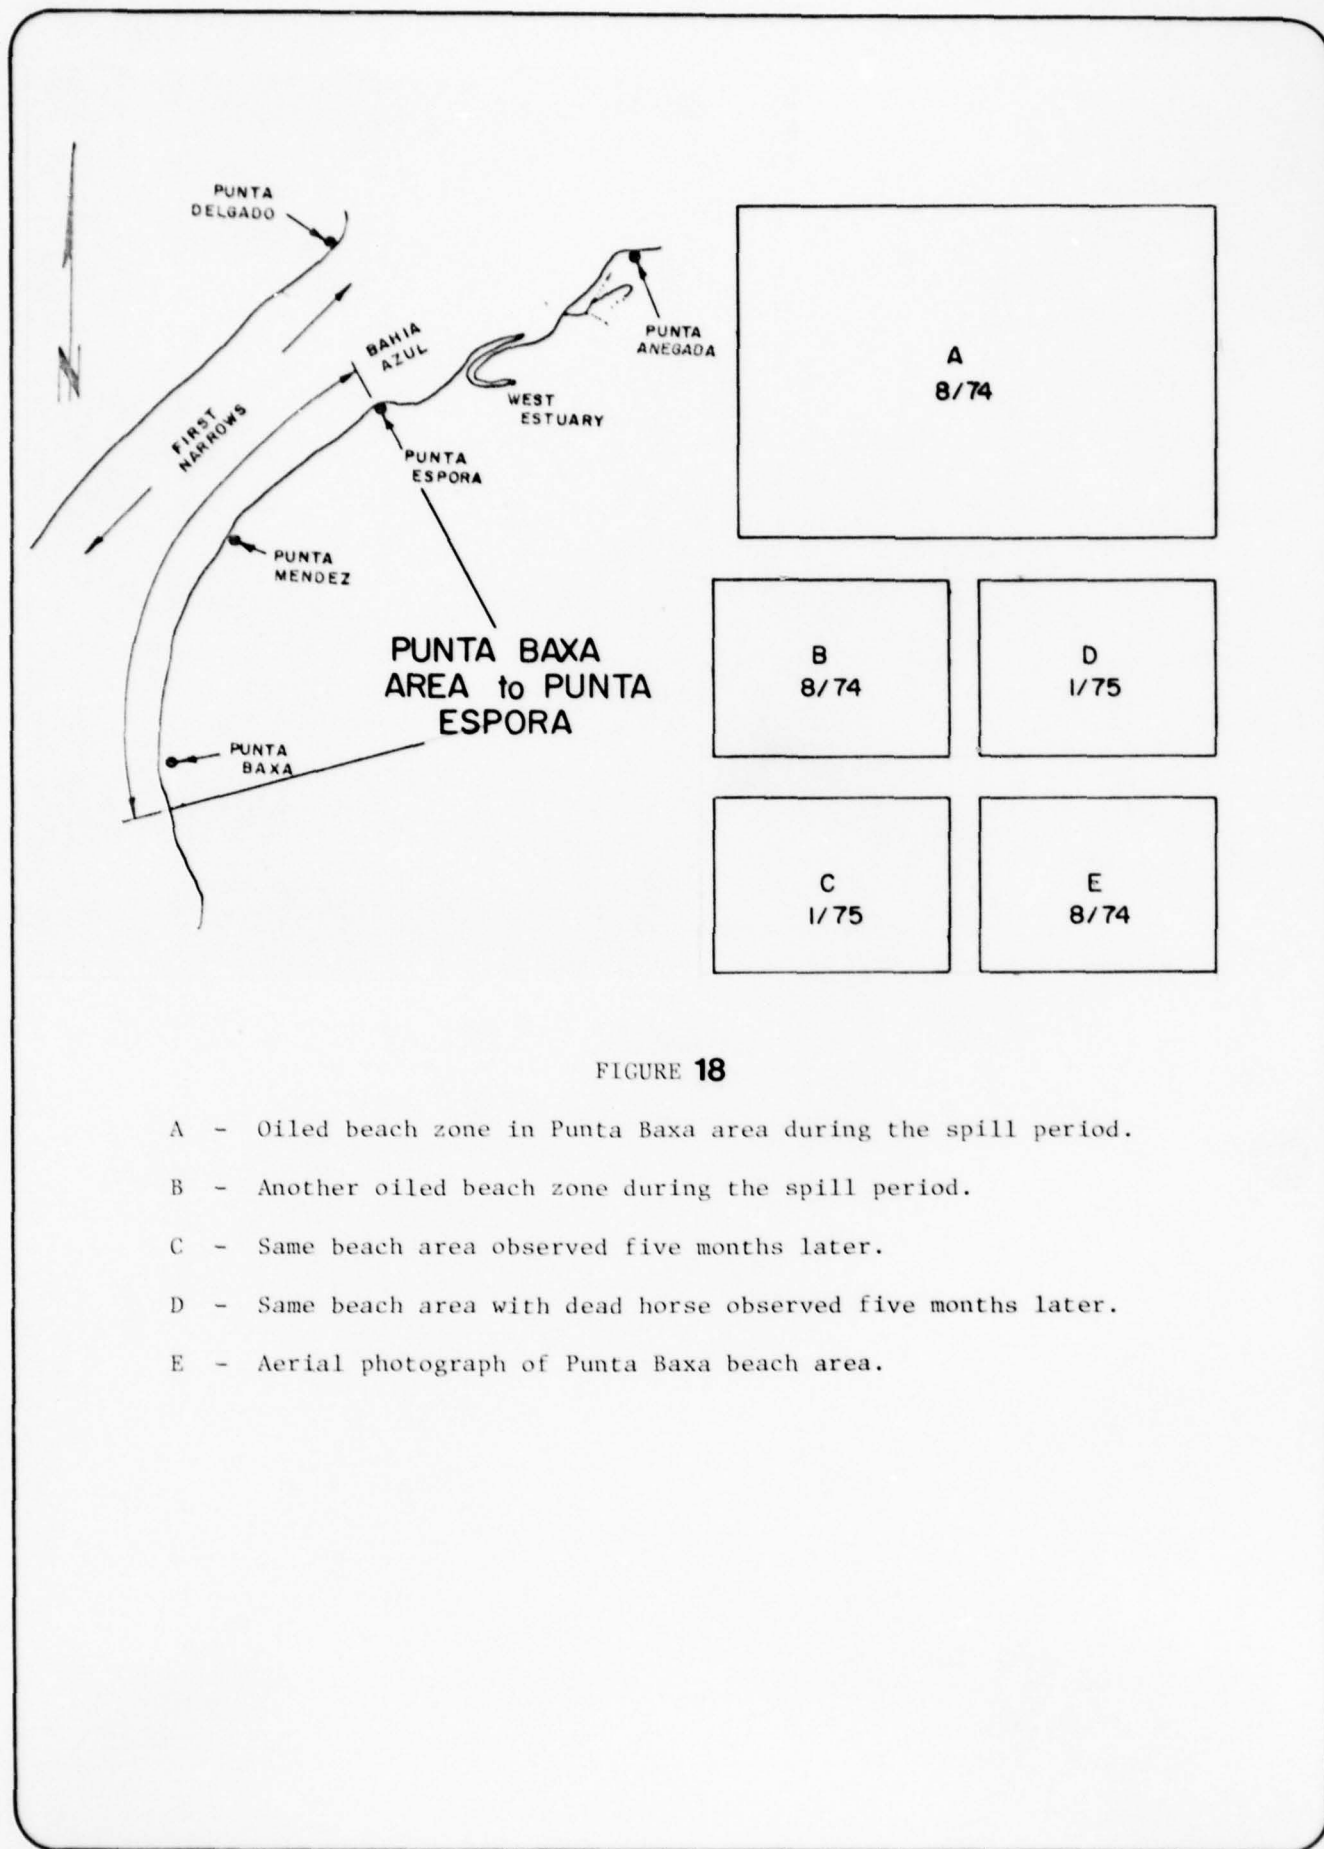 PUNTA
DELGADO
BAHIA
AZUL
FIRST
NARROWS
PUNTA
ANEGADA
WEST
ESTUARY
PUNTA
ESPORA
PUNTA
MENDEZ
PUNTA BAXA
AREA to PUNTA
ESPORA
PUNTA
BAXA
N
A
8/74
B
8/74
D
1/75
C
1/75
E
8/74
FIGURE 18
A - Oiled beach zone in Punta Baxa area during the spill period.
B - Another oiled beach zone during the spill period.
C - Same beach area observed five months later.
D - Same beach area with dead horse observed five months later.
E - Aerial photograph of Punta Baxa beach area.